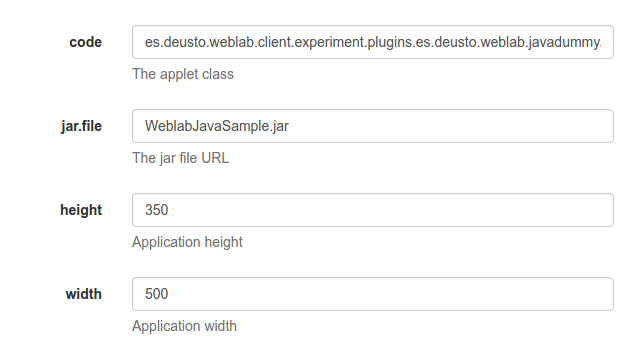 code
es.deusto.weblab.client.experiment.plugins.es.deusto.weblab.javadummy.
The applet class
jar.file
WeblabJavaSample.jar
The jar file URL
height
350
Application height
width
500
Application width